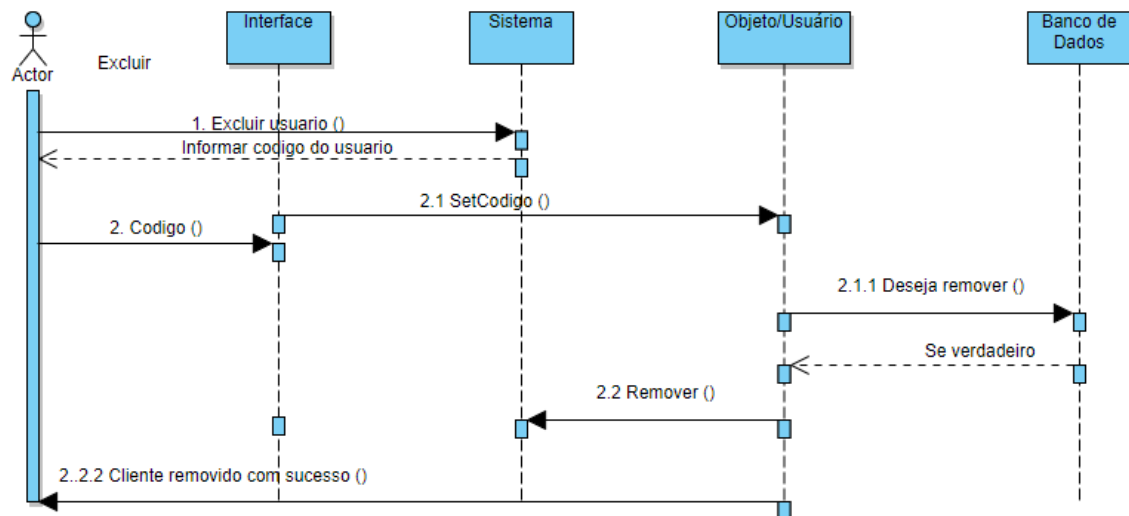 Interface
Sistema
Objeto/Usuário
Banco de
Dados
Actor
Excluir
1. Excluir usuario ()
Informar codigo do usuario
2.1 SetCodigo ()
2. Codigo ()
2.1.1 Deseja remover ()
Se verdadeiro
2.2 Remover ()
2..2.2 Cliente removido com sucesso ()